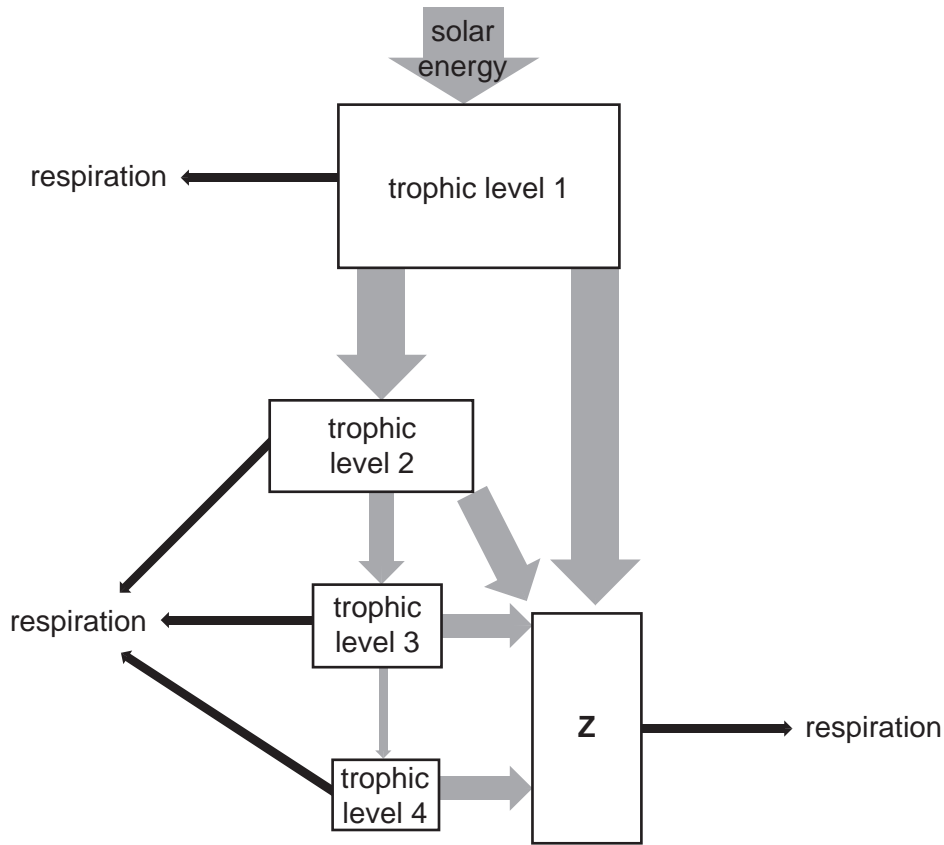 solar
energy
respiration
trophic level 1
trophic
level 2
respiration
trophic
level 3
Z
respiration
trophic
level 4